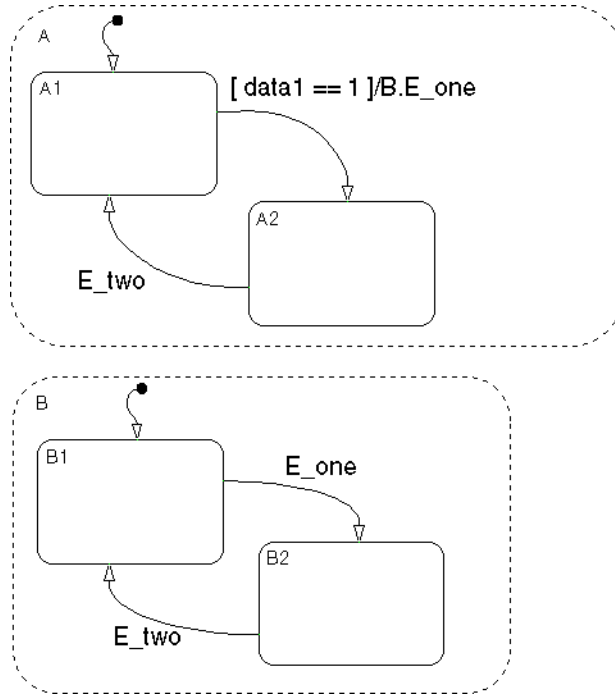 A
A1
[ data1 == 1 ]/B.E_one
A2
E_two
B
B1
E_one
B2
E_two